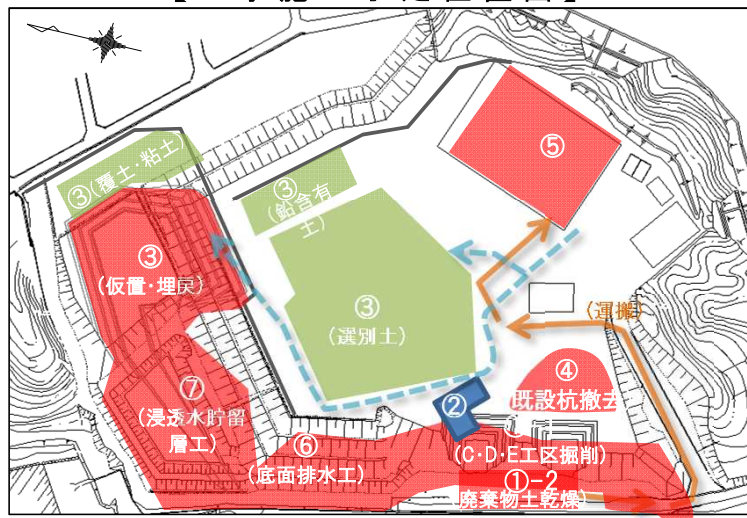 ③(覆土・粘土)
③
(鉛含有
土)
⑤
③
(仮置・埋戻)
③
(選別土)
(運搬)
④
既設杭撤去
②
⑦
(浸透水貯留
層工)
⑥
(底面排水工)
(C・D・E工区掘削)
①-2
(廃棄物土乾燥)